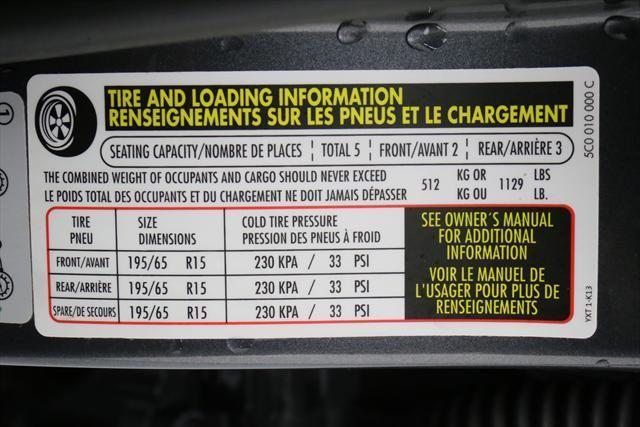 TIRE AND LOADING INFORMATION
RENSEIGNEMENTS SUR LES PNEUS ET LE CHARGEMENT
SEATING CAPACITY/NOMBRE DE PLACES | TOTAL 5 | FRONT/AVANT 2 | REAR/ARRIÈRE 3
THE COMBINED WEIGHT OF OCCUPANTS AND CARGO SHOULD NEVER EXCEED
LE POIDS TOTAL DES OCCUPANTS ET DU CHARGEMENT NE DOIT JAMAIS DÉPASSER
512 KG OR 1129 LBS
KG OU LB.
TIRE SIZE COLD TIRE PRESSURE
PNEU DIMENSIONS PRESSION DES PNEUS À FROID
FRONT/AVANT 195/65 R15 230 KPA / 33 PSI
REAR/ARRIÈRE 195/65 R15 230 KPA / 33 PSI
SPARE/DE SECOURS 195/65 R15 230 KPA / 33 PSI
SEE OWNER´S MANUAL
FOR ADDITIONAL
INFORMATION
VOIR LE MANUEL DE
L'USAGER POUR PLUS DE
RENSEIGNEMENTS
5C0 010 000 C
YXT 1-K13
1